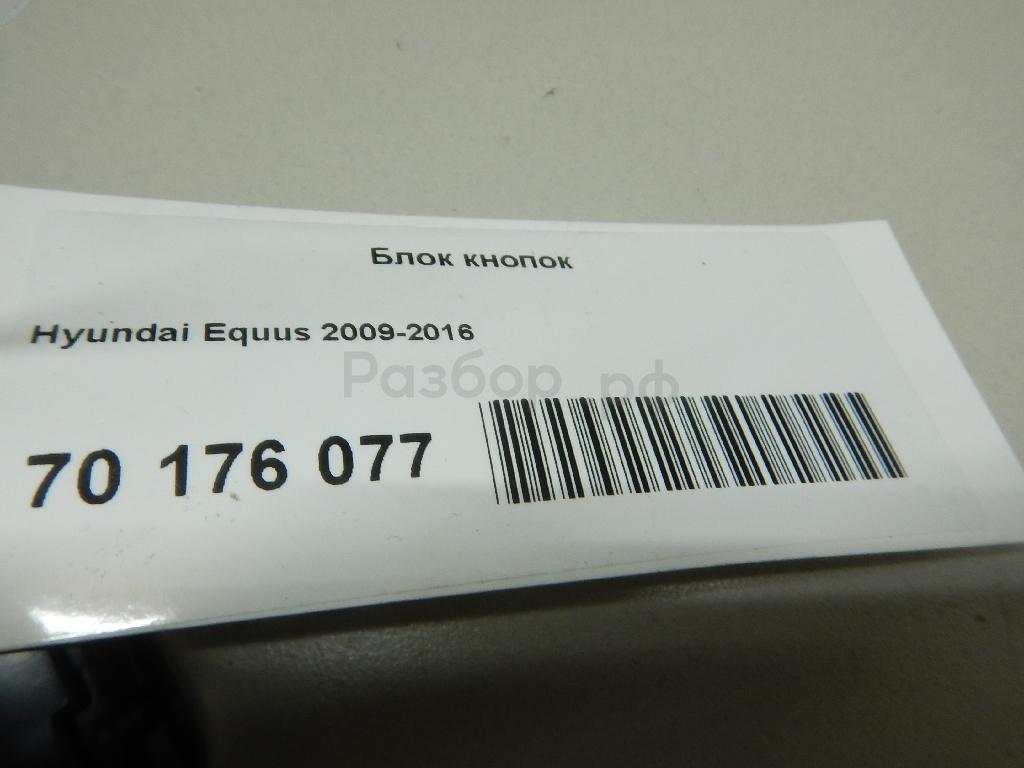 Блок кнопок
Hyundai Equus 2009-2016
Разбор.рф
70 176 077